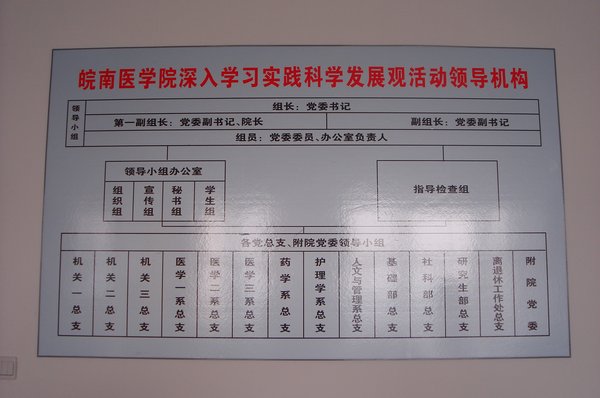 皖南医学院深入学习实践科学发展观活动领导机构
领导小组
组长：党委书记
第一副组长：党委副书记、院长
副组长：党委副书记
组员：党委委员、办公室负责人
领导小组办公室
组织组
宣传组
秘书组
学生组
指导检查组
各党总支、附院党委领导小组
机关一总支
机关二总支
机关三总支
医学一系总支
医学二系总支
医学三系总支
药学系总支
护理学系总支
人文与管理系总支
基础部总支
社科部总支
研究生部总支
离退休工作处总支
附院党委